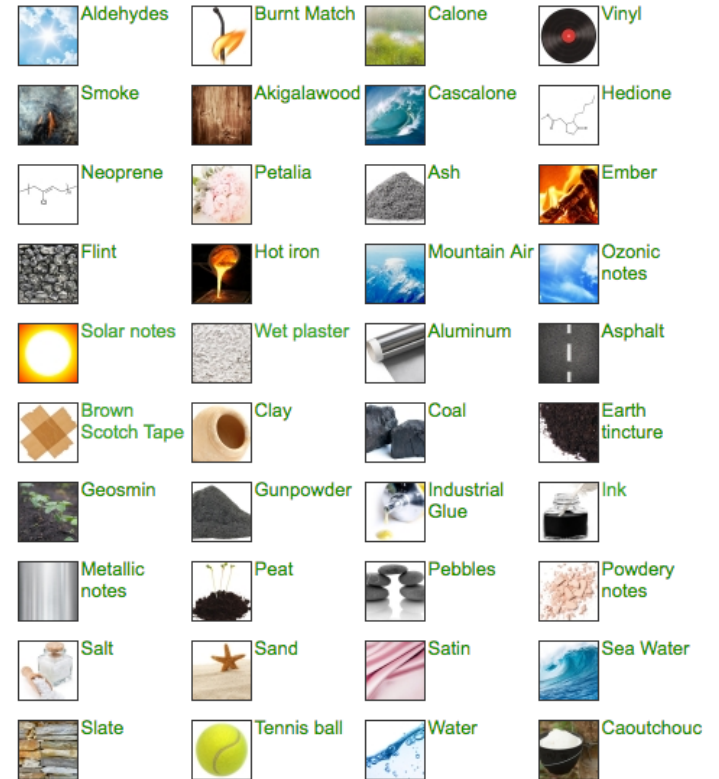 Aldehydes
Burnt Match
Calone
Vinyl
Smoke
Akigalawood
Cascalone
Hedione
Neoprene
Cl
Petalia
Ash
Ember
Flint
Hot iron
Mountain Air
Ozonic
notes
Solar notes
Wet plaster
Aluminum
Asphalt
Brown
Scotch Tape
Clay
Coal
Earth
tincture
Geosmin
Gunpowder
Industrial
Glue
Ink
Metallic
notes
Peat
Pebbles
Powdery
notes
Salt
Sand
Satin
Sea Water
Slate
Tennis ball
Water
Caoutchouc